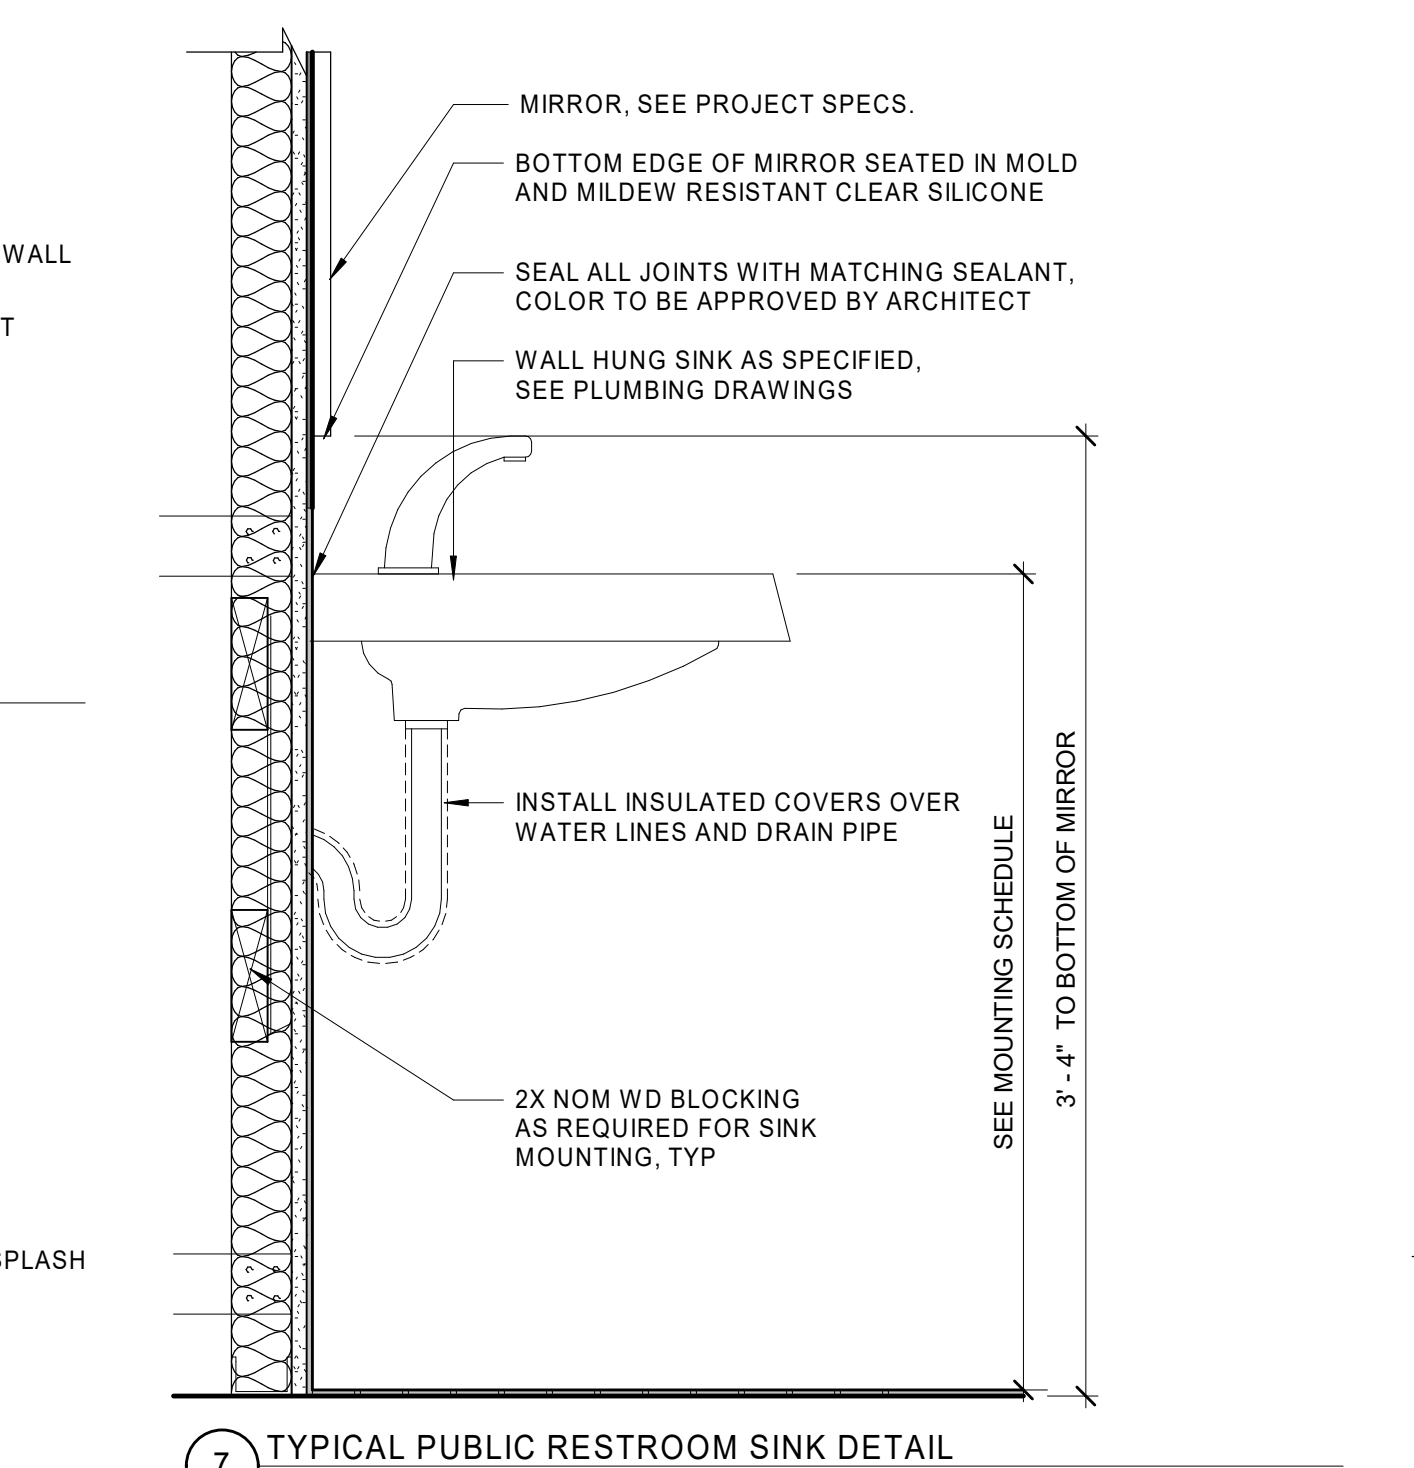 MIRROR, SEE PROJECT SPECS.
BOTTOM EDGE OF MIRROR SEATED IN MOLD
AND MILDEW RESISTANT CLEAR SILICONE
WALL
SEAL ALL JOINTS WITH MATCHING SEALANT,
COLOR TO BE APPROVED BY ARCHITECT
T
WALL HUNG SINK AS SPECIFIED,
SEE PLUMBING DRAWINGS
INSTALL INSULATED COVERS OVER
WATER LINES AND DRAIN PIPE
SEE MOUNTING SCHEDULE
3' - 4" TO BOTTOM OF MIRROR
2X NOM WD BLOCKING
AS REQUIRED FOR SINK
MOUNTING, TYP
SPLASH
7
TYPICAL PUBLIC RESTROOM SINK DETAIL